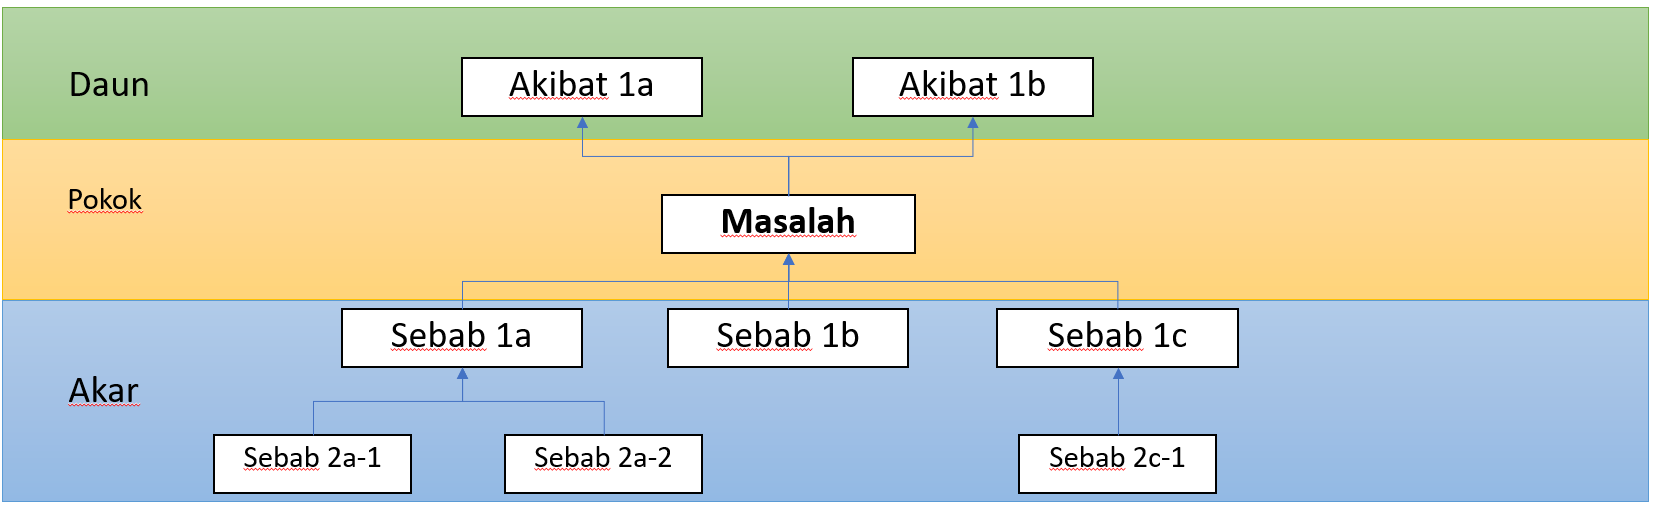 Daun
Akibat 1a
Akibat 1b
Pokok
Masalah
Sebab 1a
Sebab 1b
Sebab 1c
Akar
Sebab 2a-1
Sebab 2a-2
Sebab 2c-1